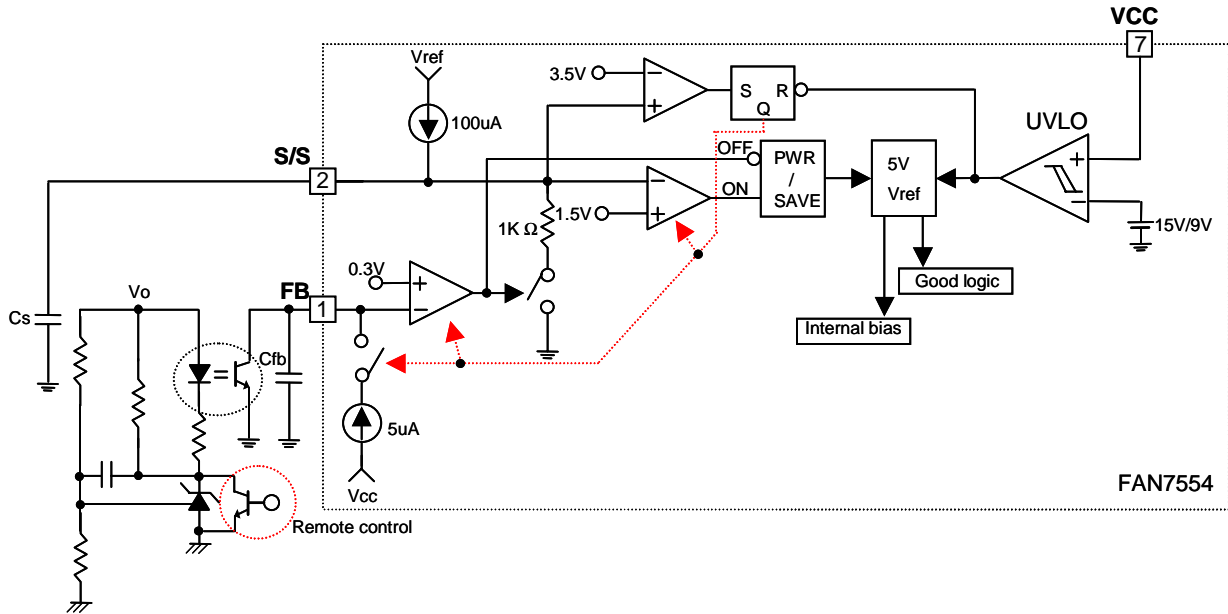 VCC
7
Vref
3.5V
S R
Q
100uA
UVLO
S/S
OFF
PWR
/
SAVE
5V
Vref
2
ON
1.5V
1K Ω
15V/9V
0.3V
Good logic
Vo
FB
1
Cs
Internal bias
Cfb
5uA
Vcc
FAN7554
Remote control